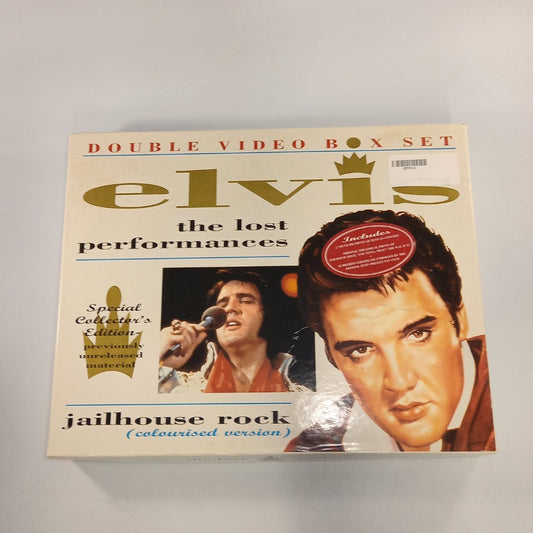 DOUBLE VIDEO BOX SET
elvis
the lost
performances
Includes
Special
Collector's
Edition-
previously
unreleased
material
jailhouse rock
(colourised version)